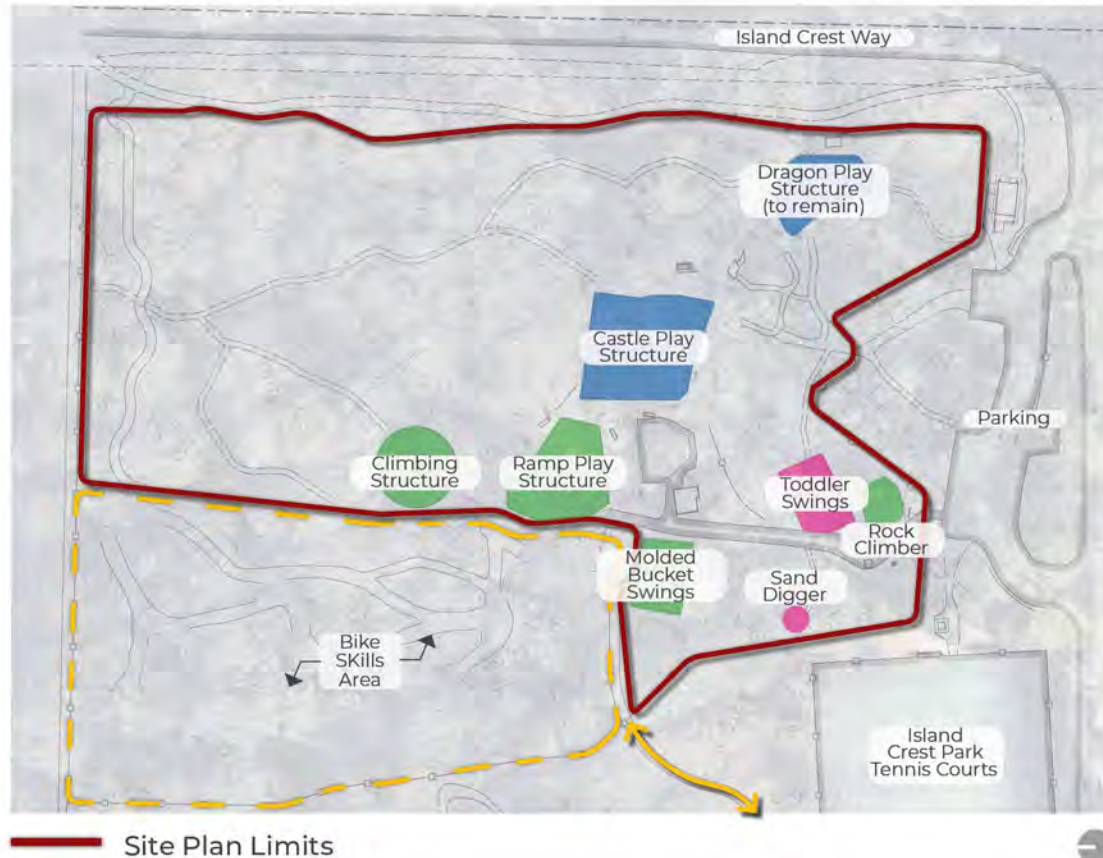 Island Crest Way
Dragon Play
Structure
(to remain)
Castle Play
Structure
Parking
Climbing
Structure
Ramp Play
Structure
Toddler
Swings
Rock
Climber
Molded
Bucket
Swings
Sand
Digger
Bike
SKills
Area
Island
Crest Park
Tennis Courts
Site Plan Limits